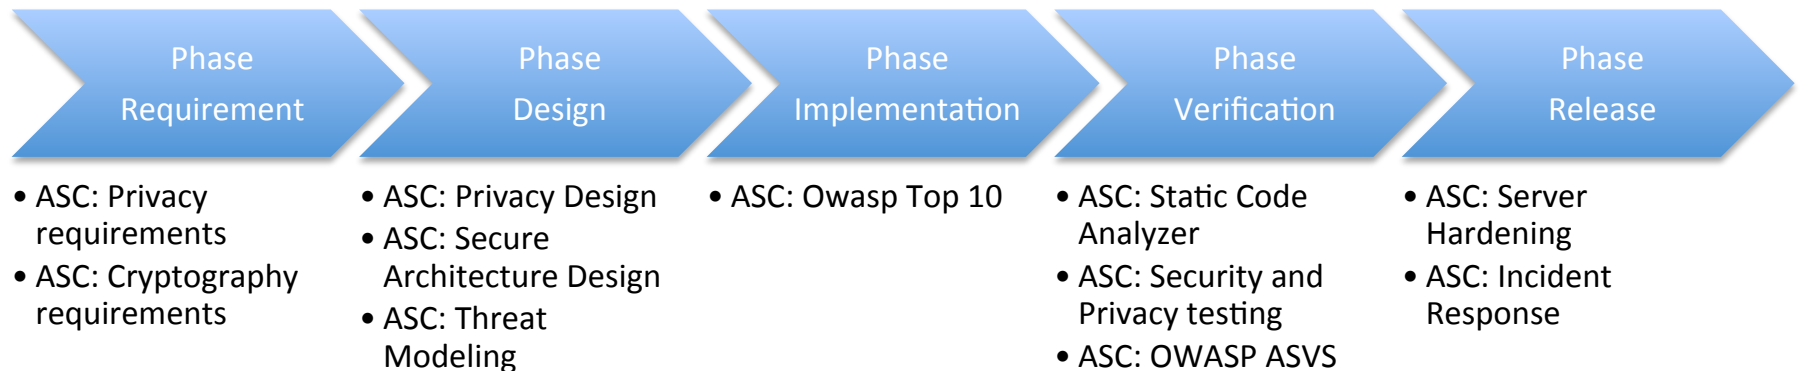 Phase
Requirement
Phase
Design
Phase
Implementation
Phase
Verification
Phase
Release
• ASC: Privacy
requirements
• ASC: Cryptography
requirements
• ASC: Privacy Design
• ASC: Secure
Architecture Design
• ASC: Threat
Modeling
• ASC: Owasp Top 10
• ASC: Static Code
Analyzer
• ASC: Security and
Privacy testing
• ASC: OWASP ASVS
• ASC: Server
Hardening
• ASC: Incident
Response